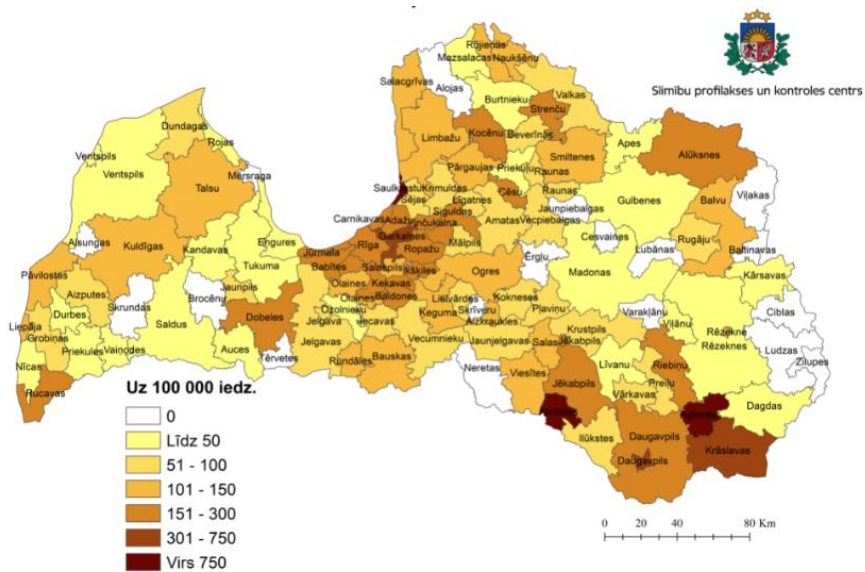 Slimību profilakses un kontroles centrs
Rūjienas
Mazsalacas
Naukšēnu
Salacgrīvas
Alojas
Burtnieku
Valkas
Strenču
Dundagas
Rojas
Limbažu
Kocēnu
Beverīnas
Smiltenes
Apes
Alūksnes
Ventspils
Ventspils
Mērsraga
Talsu
Pārgaujas
Priekuļu
Raunas
Raunas
Gulbenes
Balvu
Viļakas
Saulkrastu
Krimuldas
Sējas
Līgatnes
Cēsu
Jaunpiebalgas
Vecpiebalgas
Amatas
Siguldas
Carnikavas
Ādažu
Inčukalna
Rugāju
Baltinavas
Alsungas
Kuldīgas
Kandavas
Engures
Tukuma
Jūrmala
Rīga
Garkalnes
Ropažu
Mālpils
Cesvaines
Lubānas
Ērgļu
Madonas
Kārsavas
Pāvilostas
Babītes
Salaspils
Ikšķiles
Ogres
Aizputes
Skrundas
Brocēnu
Jaunpils
Dobeles
Olaines
Olaines
Ķekavas
Baldones
Lielvārdes
Kokneses
Pļaviņu
Varakļānu
Viļānu
Ciblas
Durbes
Liepāja
Grobiņas
Saldus
Ozolnieku
Jelgava
Iecavas
Ķeguma
Skrīveru
Aizkraukles
Krustpils
Jēkabpils
Rēzekne
Rēzeknes
Ludzas
Zilupes
Priekules
Vaiņodes
Auces
Tērvetes
Jelgavas
Rundāles
Bauskas
Vecumnieku
Jaunjelgavas
Salas
Līvānu
Riebiņu
Preiļu
Nīcas
Rucavas
Neretas
Viesītes
Jēkabpils
Vārkavas
Aknīstes
Aglonas
Dagdas
Ilūkstes
Daugavpils
Daugavpils
Krāslavas
Uz 100 000 iedz.
0
Līdz 50
51 - 100
101 - 150
151 - 300
301 - 750
Virs 750
0 20 40 80 Km